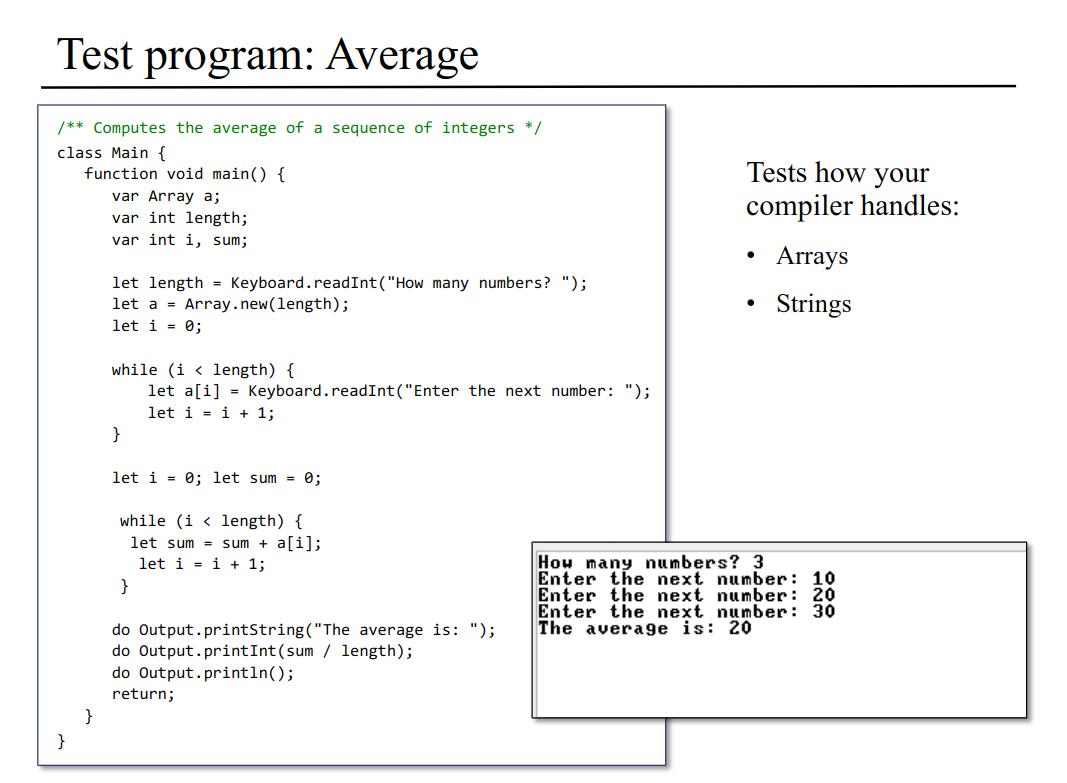 Test program: Average
/** Computes the average of a sequence of integers */
class Main {
function void main() {
var Array a;
var int length;
var int i, sum;
let length = Keyboard.readInt("How many numbers? ");
let a = Array.new(length);
let i = 0;
while (i < length) {
let a[i] = Keyboard.readInt("Enter the next number: ");
let i = i + 1;
}
let i = 0; let sum = 0;
while (i < length) {
let sum = sum + a[i];
let i = i + 1;
}
do Output.printString("The average is: ");
do Output.printInt(sum / length);
do Output.println();
return;
}
}
Tests how your
compiler handles:
• Arrays
• Strings
How many numbers? 3
Enter the next number: 10
Enter the next number: 20
Enter the next number: 30
The average is: 20